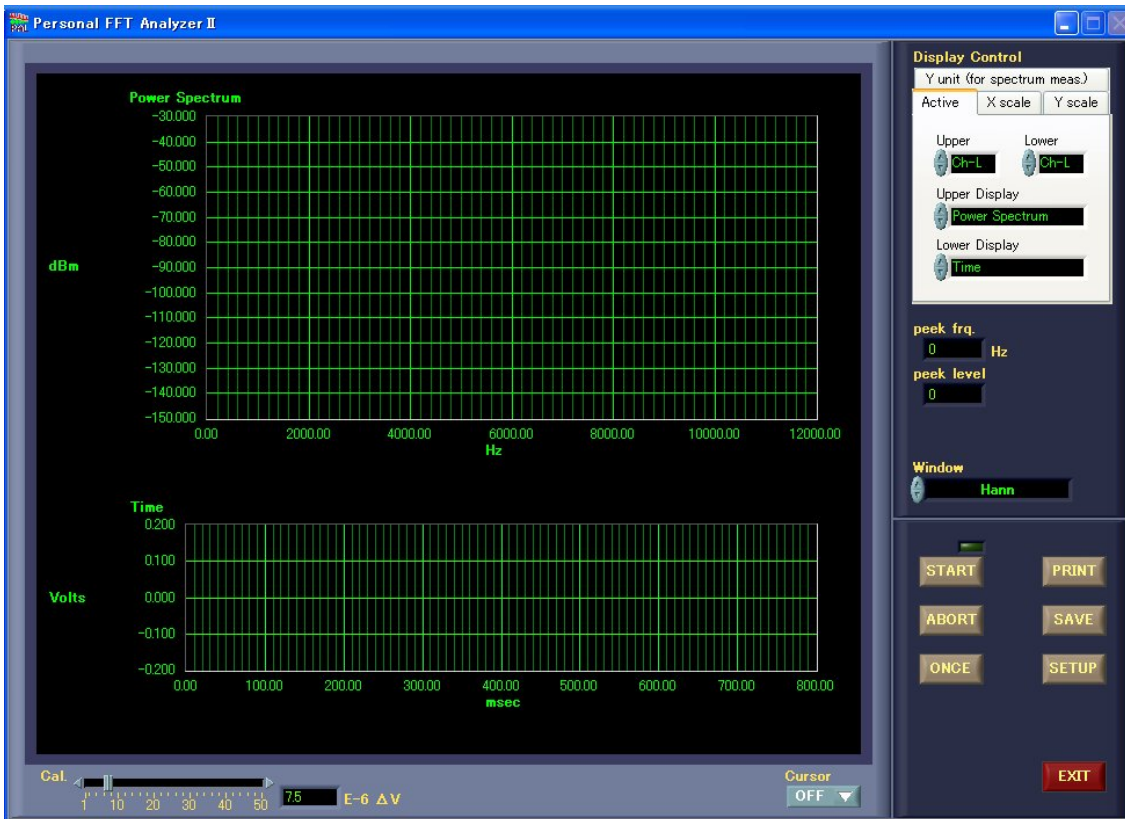 Personal FFT Analyzer II
Power Spectrum
-30.000
-40.000
-50.000
-60.000
-70.000
-80.000
dBm
-90.000
-100.000
-110.000
-120.000
-130.000
-140.000
-150.000
0.00 2000.00 4000.00 6000.00 8000.00 10000.00 12000.00
Hz
Time
0.200
0.100
Volts
0.000
-0.100
-0.200
0.00 100.00 200.00 300.00 400.00 500.00 600.00 700.00 800.00
msec
Cal.
1 10 20 30 40 50
7.5 E-6 ΔV
Cursor
OFF
Display Control
Y unit (for spectrum meas.)
Active X scale Y scale
Upper Lower
Ch-L Ch-L
Upper Display
Power Spectrum
Lower Display
Time
peek frq.
0 Hz
peek level
0
Window
Hann
START PRINT
ABORT SAVE
ONCE SETUP
EXIT